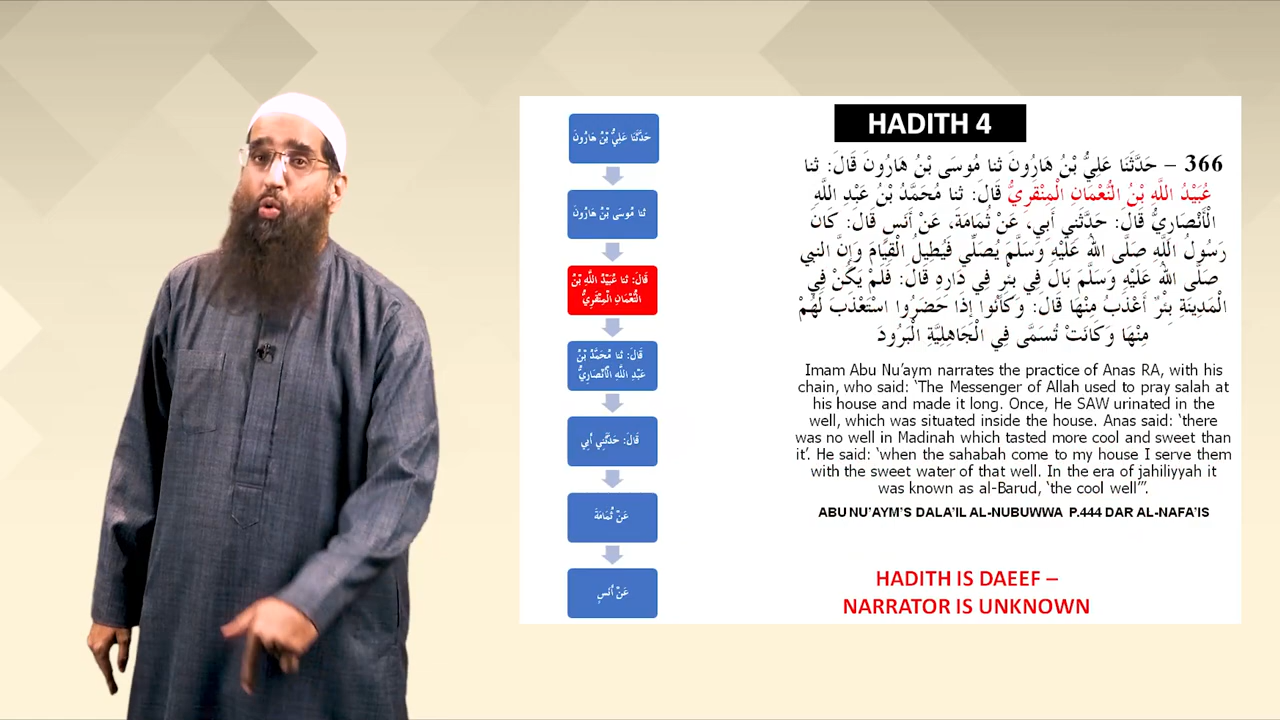 حَدَّثَنَا عَلِيُّ بْنُ هَارُونَ
ثنا مُوسَى بْنُ هَارُونَ
قَالَ: ثنا عُبَيْدُ اللَّهِ بْنُ
النُّعْمَانِ الْمِنْقَرِيُّ
قَالَ: ثنا مُحَمَّدُ بْنُ
عَبْدِ اللَّهِ الْأَنْصَارِيُّ
قَالَ: حَدَّثَنِي أَبِي
عَنْ ثُمَامَةَ
عَنْ أَنَسٍ
HADITH 4
366 – حَدَّثَنَا عَلِيُّ بْنُ هَارُونَ ثنا مُوسَى بْنُ هَارُونَ قَالَ: ثنا
عُبَيْدُ اللَّهِ بْنُ النُّعْمَانِ الْمِنْقَرِيُّ قَالَ: ثنا مُحَمَّدُ بْنُ عَبْدِ اللَّهِ
الْأَنْصَارِيُّ قَالَ: حَدَّثَنِي أَبِي، عَنْ ثُمَامَةَ، عَنْ أَنَسٍ قَالَ: كَانَ
رَسُولُ اللَّهِ صَلَّى اللهُ عَلَيْهِ وَسَلَّمَ يُصَلِّي فَيُطِيلُ الْقِيَامَ وَإِنَّ النبي
صَلَّى اللهُ عَلَيْهِ وَسَلَّمَ بَالَ فِي بِئْرٍ فِي دَارِهِ قَالَ: فَلَمْ يَكُنْ فِي
الْمَدِينَةِ بِئْرٌ أَعْذَبُ مِنْهَا قَالَ: وَكَانُوا إِذَا حَضَرُوا اسْتَعْذَبَ لَهُمْ
مِنْهَا وَكَانَتْ تُسَمَّى فِي الْجَاهِلِيَّةِ الْبَرُودَ
Imam Abu Nu’aym narrates the practice of Anas RA, with his
chain, who said: ‘The Messenger of Allah used to pray salah at
his house and made it long. Once, He SAW urinated in the
well, which was situated inside the house. Anas said: ‘there
was no well in Madinah which tasted more cool and sweet than
it’. He said: ‘when the sahabah come to my house I serve them
with the sweet water of that well. In the era of jahiliyyah it
was known as al-Barud, ‘the cool well’”.
ABU NU’AYM’S DALA’IL AL-NUBUWWA P.444 DAR AL-NAFA’IS
HADITH IS DAEEF –
NARRATOR IS UNKNOWN